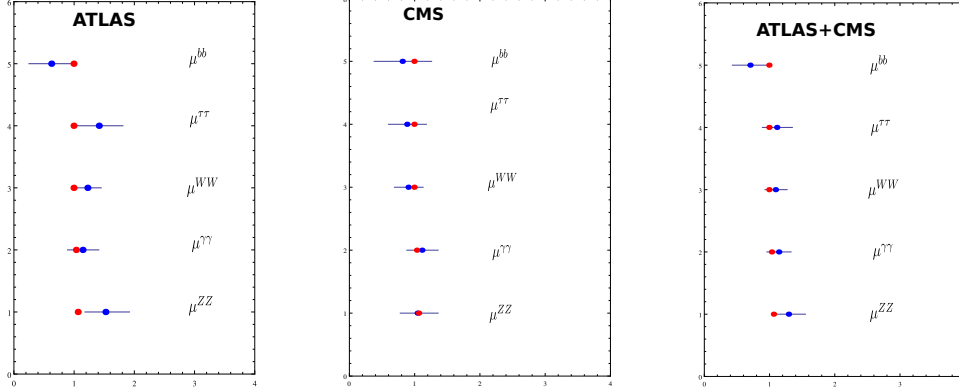 ATLAS
6
5 μ^{bb}
4 μ^{ττ}
3 μ^{WW}
2 μ^{γγ}
1 μ^{ZZ}
0
0 1 2 3 4
CMS
5 μ^{bb}
4 μ^{ττ}
3 μ^{WW}
2 μ^{γγ}
1 μ^{ZZ}
0
0 1 2 3 4
ATLAS+CMS
6
5 μ^{bb}
4 μ^{ττ}
3 μ^{WW}
2 μ^{γγ}
1 μ^{ZZ}
0
0 1 2 3